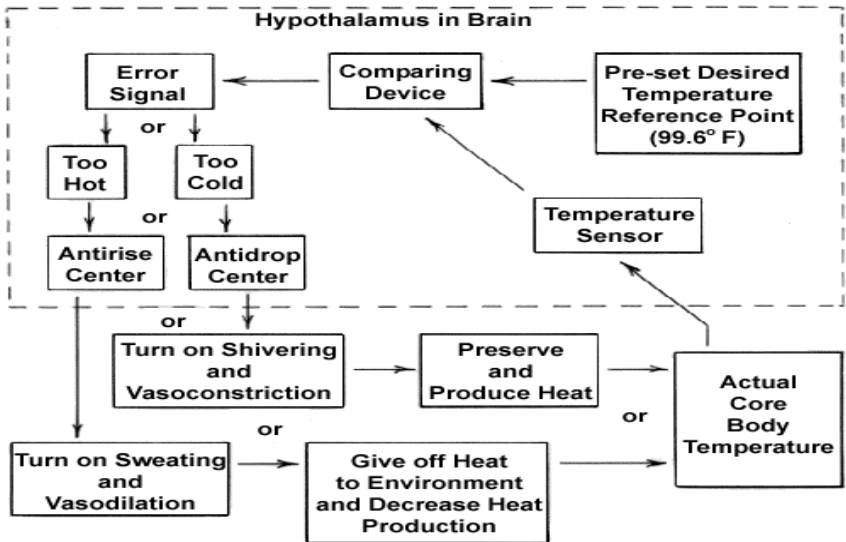 Hypothalamus in Brain
Error
Signal
Comparing
Device
Pre-set Desired
Temperature
Reference Point
(99.6° F)
or
Too
Hot
Too
Cold
Temperature
Sensor
or
Antirise
Center
Antidrop
Center
or
Turn on Shivering
and
Vasoconstriction
Preserve
and
Produce Heat
Actual
Core
Body
Temperature
or
or
Turn on Sweating
and
Vasodilation
Give off Heat
to Environment
and Decrease Heat
Production